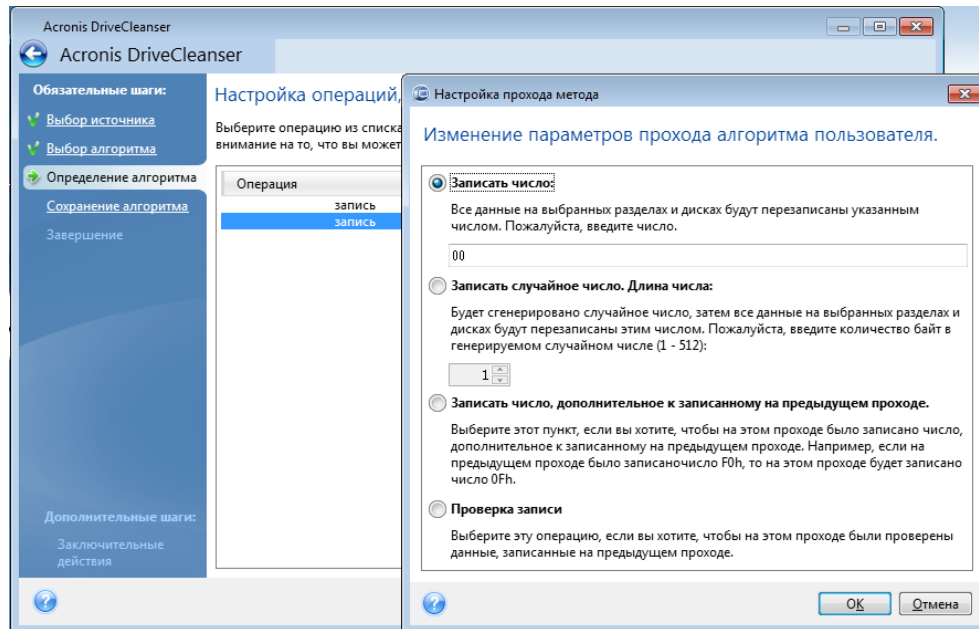 Acronis DriveCleanser
Acronis DriveCleanser
Обязательные шаги:
Выбор источника
Выбор алгоритма
Определение алгоритма
Сохранение алгоритма
Завершение
Дополнительные шаги:
Заключительные
действия
Настройка операций,
Выберите операцию из списка
внимание на то, что вы может
Операция
запись
запись
Настройка прохода метода
Изменение параметров прохода алгоритма пользователя.
Записать число:
Все данные на выбранных разделах и дисках будут перезаписаны указанным
числом. Пожалуйста, введите число.
00
Записать случайное число. Длина числа:
Будет сгенерировано случайное число, затем все данные на выбранных разделах и
дисках будут перезаписаны этим числом. Пожалуйста, введите количество байт в
генерируемом случайном числе (1 - 512):
1
Записать число, дополнительное к записанному на предыдущем проходе.
Выберите этот пункт, если вы хотите, чтобы на этом проходе было записано число,
дополнительное к записанному на предыдущем проходе. Например, если на
предыдущем проходе было записаночисло F0h, то на этом проходе будет записано
число 0Fh.
Проверка записи
Выберите эту операцию, если вы хотите, чтобы на этом проходе были проверены
данные, записанные на предыдущем проходе.
OK
Отмена